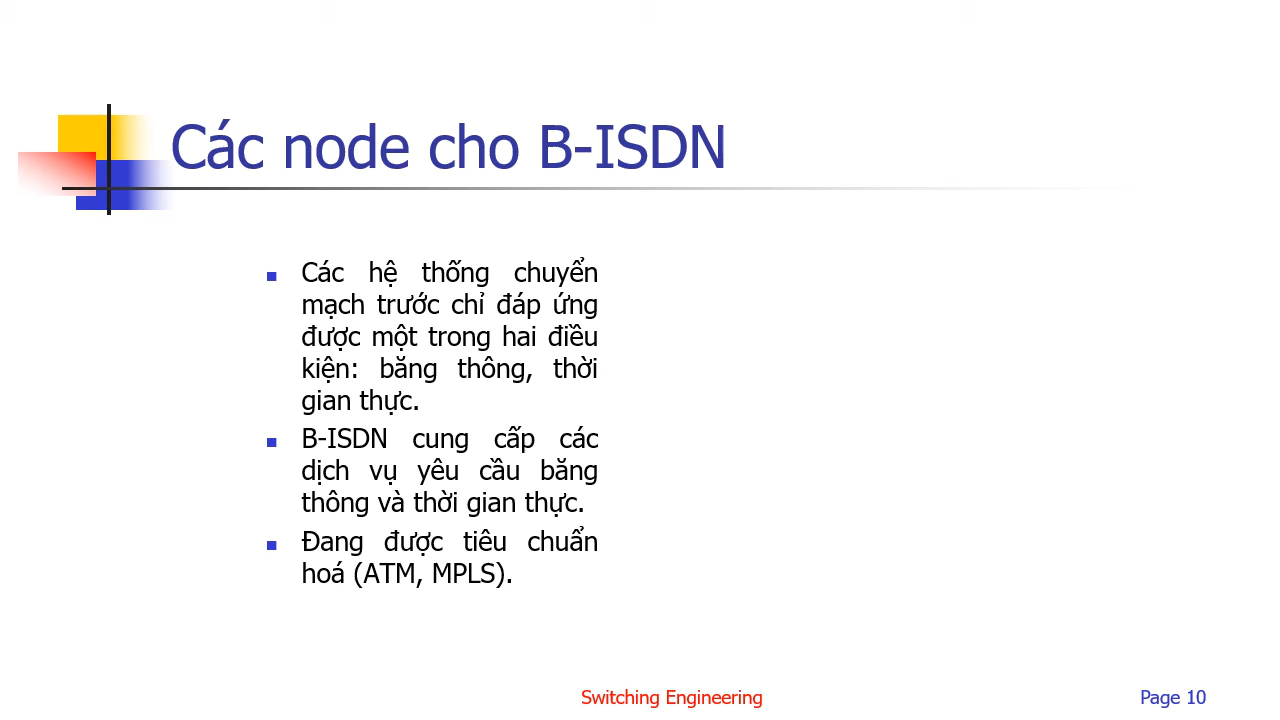 Các node cho B-ISDN
Các hệ thống chuyển
mạch trước chỉ đáp ứng
được một trong hai điều
kiện: băng thông, thời
gian thực.
B-ISDN cung cấp các
dịch vụ yêu cầu băng
thông và thời gian thực.
Đang được tiêu chuẩn
hoá (ATM, MPLS).
Switching Engineering
Page 10